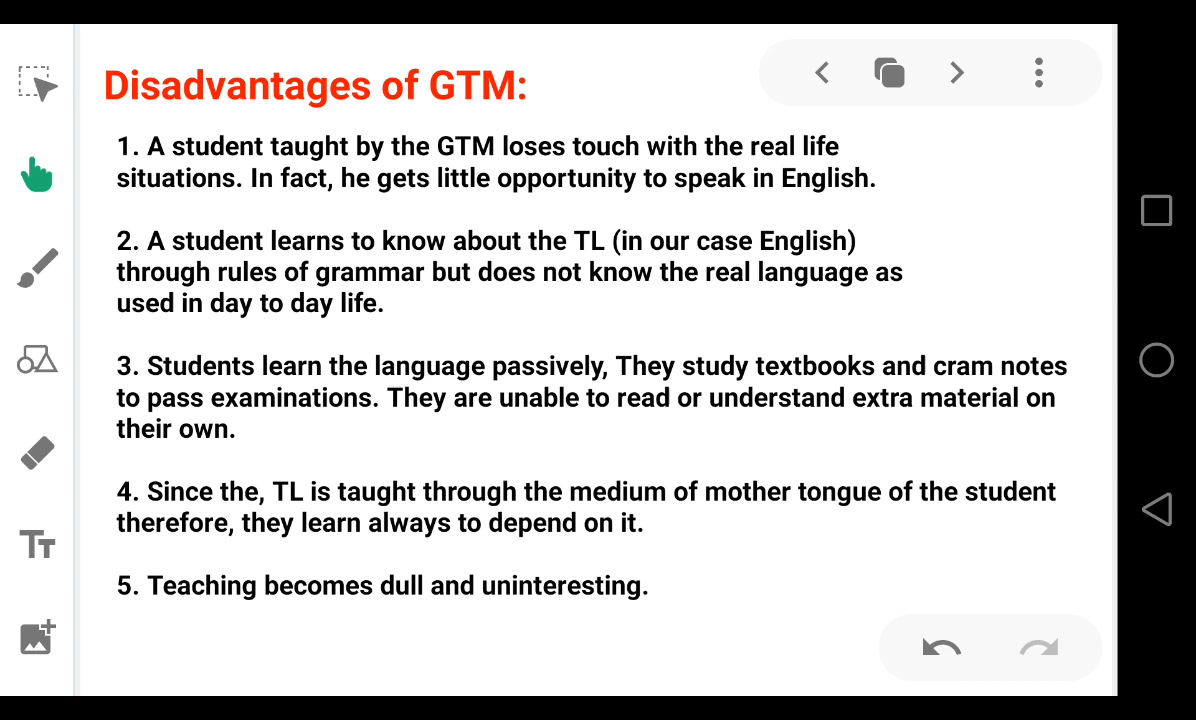 Disadvantages of GTM:
1. A student taught by the GTM loses touch with the real life
situations. In fact, he gets little opportunity to speak in English.
2. A student learns to know about the TL (in our case English)
through rules of grammar but does not know the real language as
used in day to day life.
3. Students learn the language passively, They study textbooks and cram notes
to pass examinations. They are unable to read or understand extra material on
their own.
4. Since the, TL is taught through the medium of mother tongue of the student
therefore, they learn always to depend on it.
5. Teaching becomes dull and uninteresting.